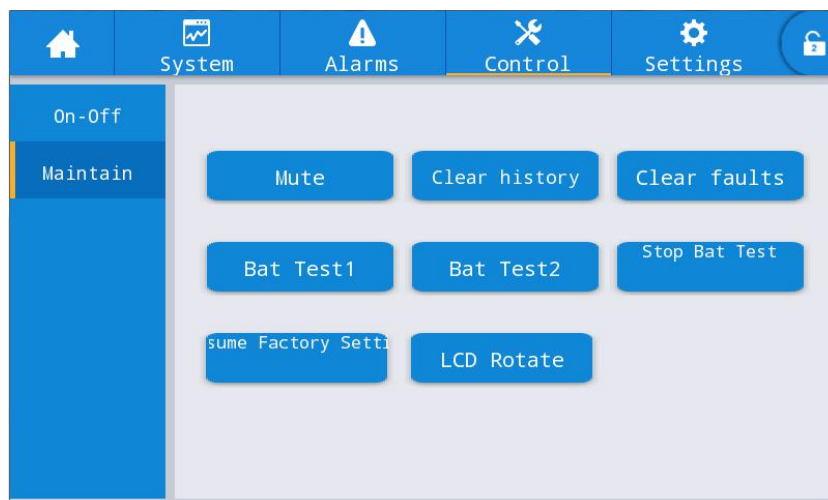 System Alarms Control Settings 2
On-Off
Maintain
Mute Clear history Clear faults
Bat Test1 Bat Test2 Stop Bat Test
sume Factory Setti LCD Rotate